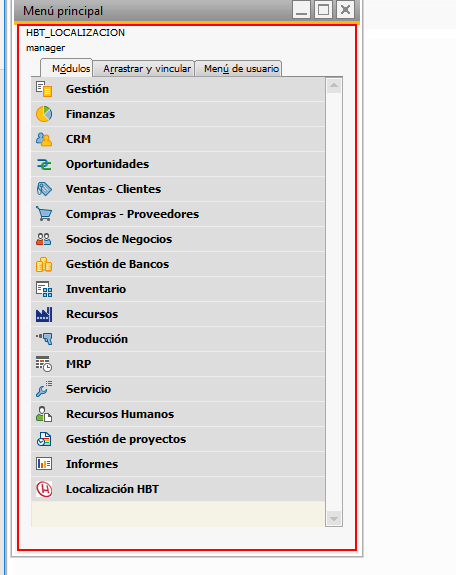 Menú principal
HBT_LOCALIZACION
manager
Módulos Arrastrar y vincular Menú de usuario
Gestión
Finanzas
CRM
Oportunidades
Ventas - Clientes
Compras - Proveedores
Socios de Negocios
Gestión de Bancos
Inventario
Recursos
Producción
MRP
Servicio
Recursos Humanos
Gestión de proyectos
Informes
Localización HBT